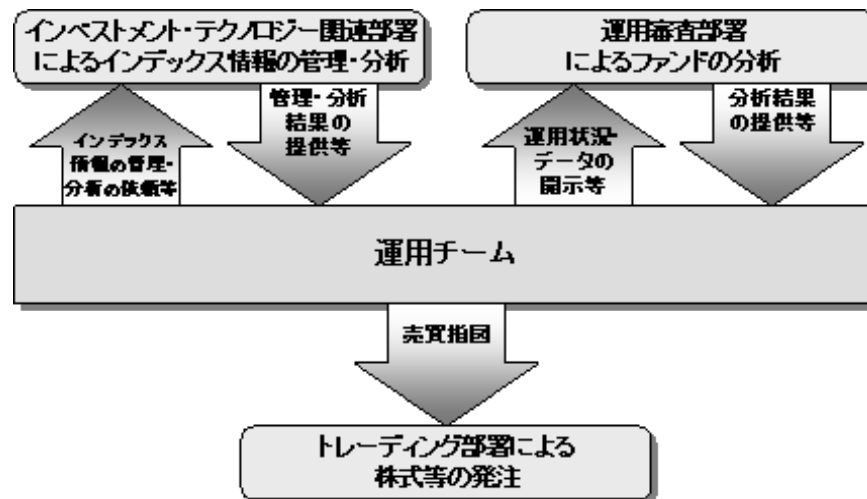 インベストメント・テクノロジー関連部署
によるインデックス情報の管理・分析
運用審査部署
によるファンドの分析
インデックス
情報の管理・
分析の依頼等
管理・分析
結果の
提供等
運用状況・
データの
開示等
分析結果
の提供等
運用チーム
売買指図
トレーディング部署による
株式等の発注